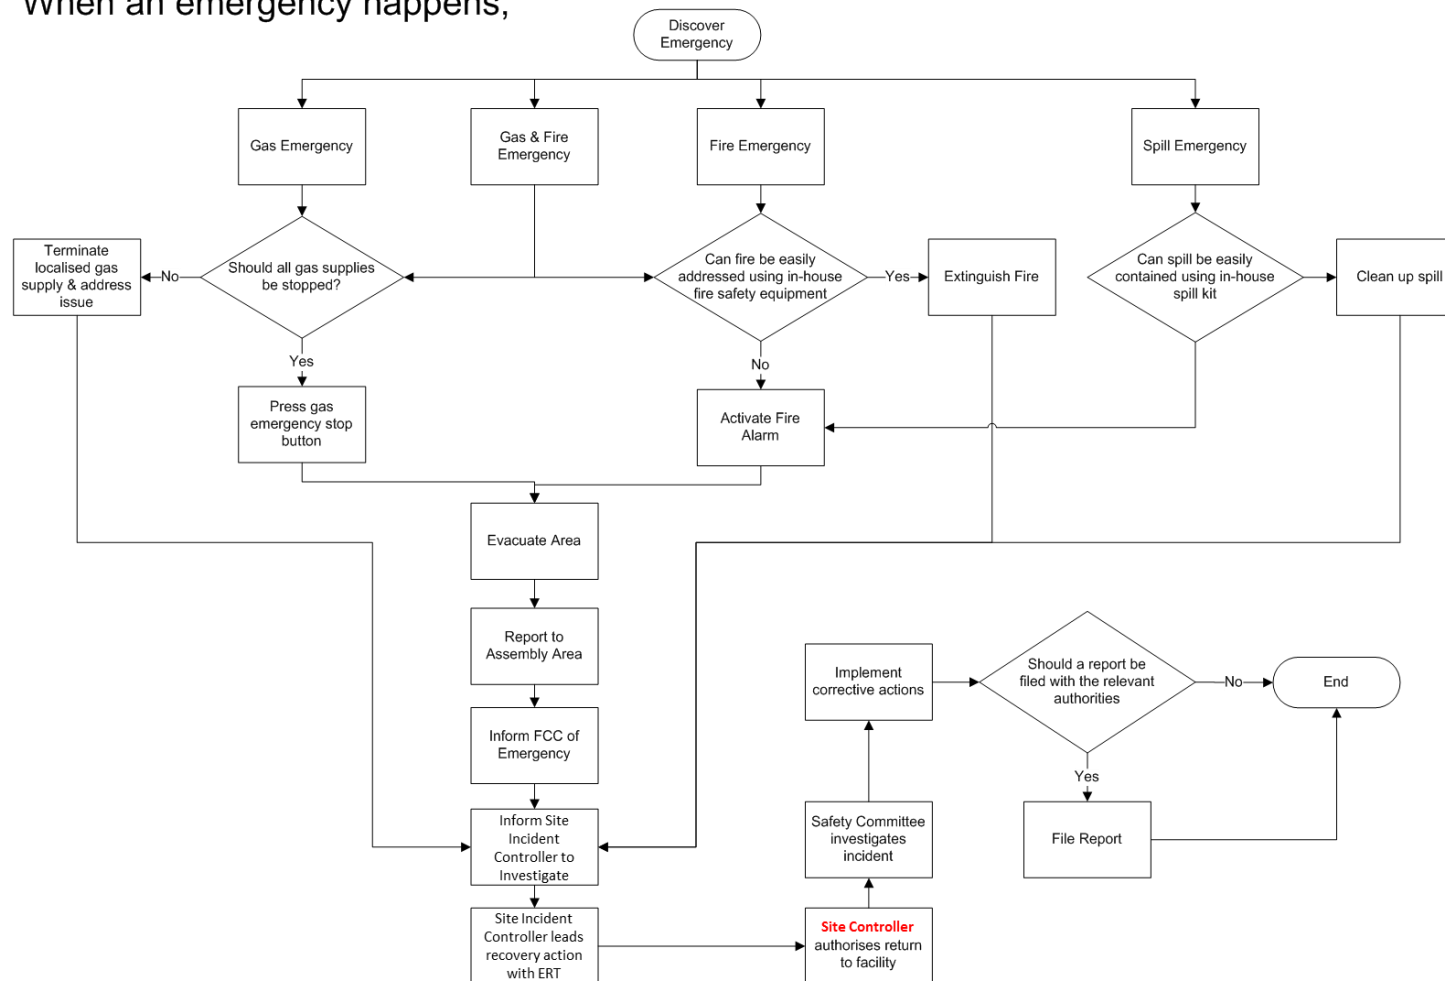 When an emergency happens,
Discover
Emergency
Gas Emergency
Gas & Fire
Emergency
Fire Emergency
Spill Emergency
Terminate
localised gas
supply & address
issue
No
Should all gas supplies
be stopped?
Can fire be easily
addressed using in-house
fire safety equipment
Yes
Extinguish Fire
Can spill be easily
contained using in-house
spill kit
Clean up spill
Yes
No
Press gas
emergency stop
button
Activate Fire
Alarm
Evacuate Area
Report to
Assembly Area
Inform FCC of
Emergency
Inform Site
Incident
Controller to
Investigate
Site Incident
Controller leads
recovery action
with ERT
Site Controller
authorises return
to facility
Safety Committee
investigates
incident
Implement
corrective actions
Should a report be
filed with the relevant
authorities
No
End
Yes
File Report